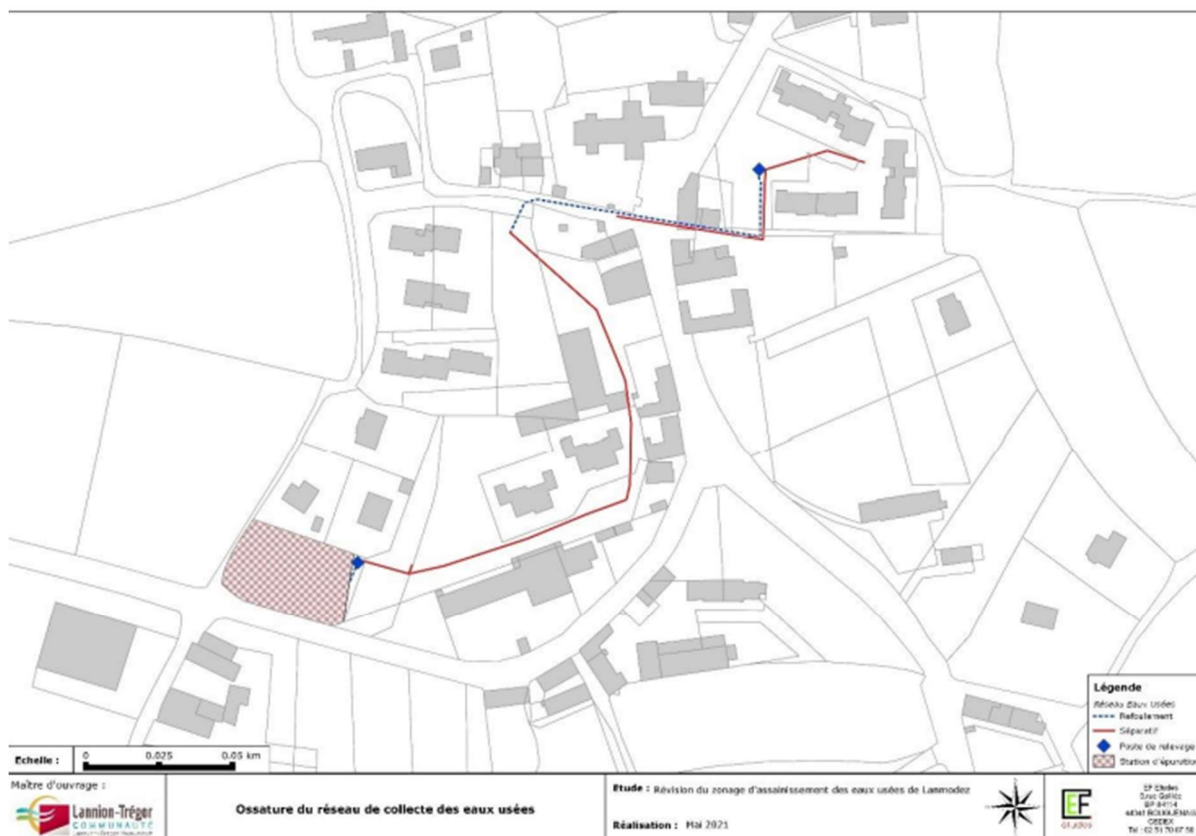 Légende
Réseau Eaux Usées
Refoulement
Séparatif
Poste de relevage
Station d'épuration
Echelle :
0 0,025 0,05 km
Maître d'ouvrage :
Lannion-Trégor
COMMUNAUTÉ
Ossature du réseau de collecte des eaux usées
Etude : Révision du zonage d'assainissement des eaux usées de Lanmodez
Réalisation : Mai 2021
EF
études
EF Etudes
CEDEX